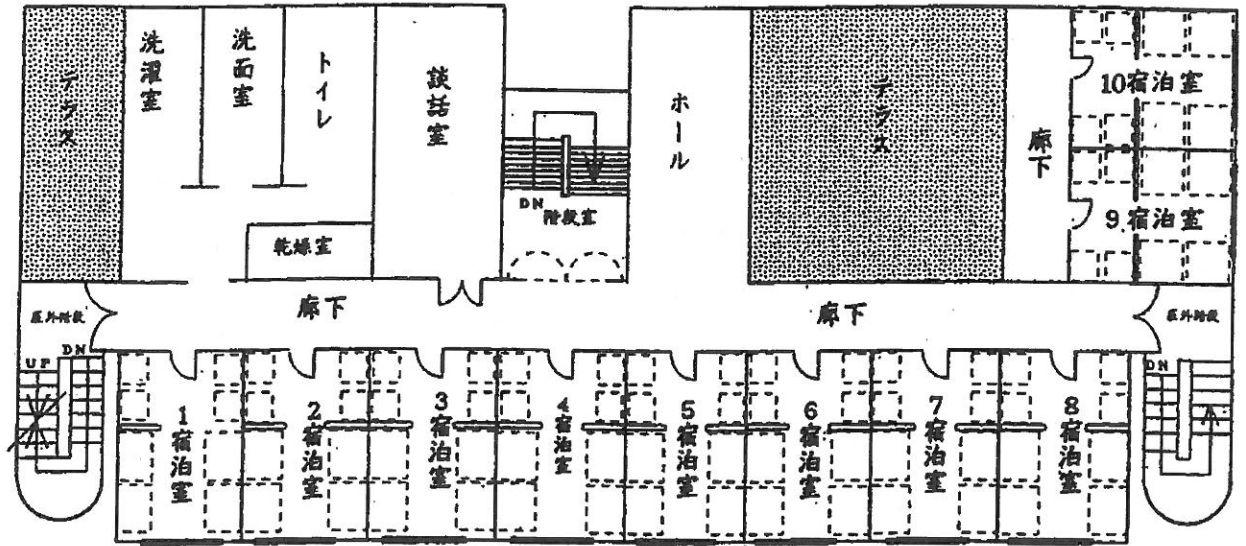 テラス
洗濯室
洗面室
トイレ
談話室
DN
階段室
ホール
テラス
廊下
10宿泊室
9.宿泊室
乾燥室
屋外階段
廊下
廊下
屋外階段
UP
DN
DN
1宿泊室
2宿泊室
3宿泊室
4宿泊室
5宿泊室
6宿泊室
7宿泊室
8宿泊室